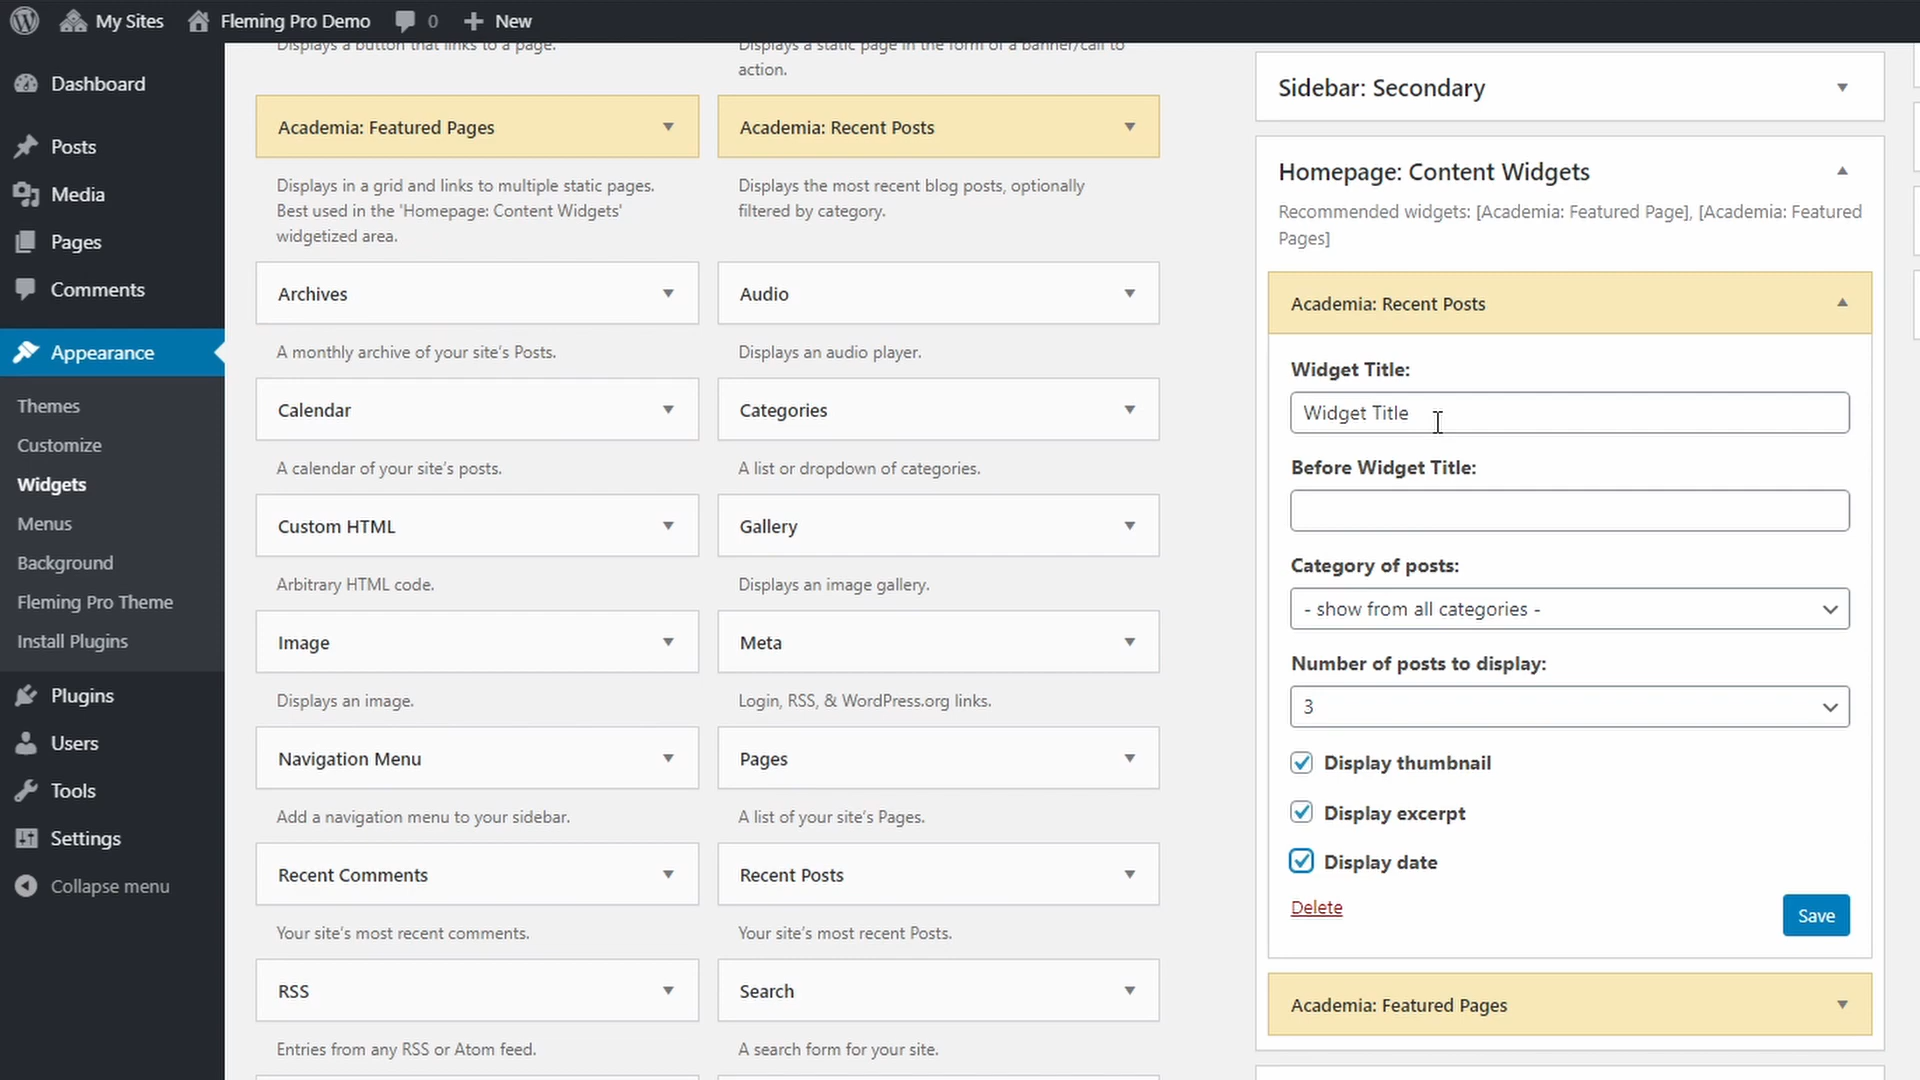 My Sites
Fleming Pro Demo
0
New
Dashboard
Posts
Media
Pages
Comments
Appearance
Themes
Customize
Widgets
Menus
Background
Fleming Pro Theme
Install Plugins
Plugins
Users
Tools
Settings
Collapse menu
Displays a button that links to a page.
Displays a static page in the form of a banner/call to
action.
Academia: Featured Pages
Academia: Recent Posts
Displays in a grid and links to multiple static pages.
Best used in the 'Homepage: Content Widgets'
widgetized area.
Displays the most recent blog posts, optionally
filtered by category.
Archives
Audio
A monthly archive of your site's Posts.
Displays an audio player.
Calendar
Categories
A calendar of your site's posts.
A list or dropdown of categories.
Custom HTML
Gallery
Arbitrary HTML code.
Displays an image gallery.
Image
Meta
Displays an image.
Login, RSS, & WordPress.org links.
Navigation Menu
Pages
Add a navigation menu to your sidebar.
A list of your site's Pages.
Recent Comments
Recent Posts
Your site's most recent comments.
Your site's most recent Posts.
RSS
Search
Entries from any RSS or Atom feed.
A search form for your site.
Sidebar: Secondary
Homepage: Content Widgets
Recommended widgets: [Academia: Featured Page], [Academia: Featured
Pages]
Academia: Recent Posts
Widget Title:
Widget Title
Before Widget Title:
Category of posts:
- show from all categories -
Number of posts to display:
3
Display thumbnail
Display excerpt
Display date
Delete
Save
Academia: Featured Pages